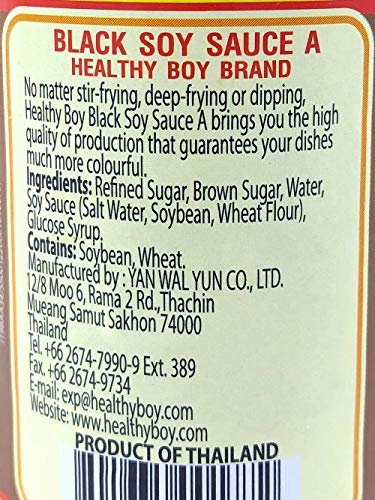 BLACK SOY SAUCE A
HEALTHY BOY BRAND
No matter stir-frying, deep-frying or dipping,
Healthy Boy Black Soy Sauce A brings you the high
quality of production that guarantees your dishes
much more colourful.
Ingredients: Refined Sugar, Brown Sugar, Water,
Soy Sauce (Salt Water, Soybean, Wheat Flour),
Glucose Syrup.
Contains: Soybean, Wheat.
Manufactured by : YAN WAL YUN CO., LTD.
12/8 Moo 6, Rama 2 Rd.,Thachin
Mueang Samut Sakhon 74000
Thailand
Tel. +66 2674-7990-9 Ext. 389
Fax. +66 2674-9734
E-mail: exp@healthyboy.com
Website: www.healthyboy.com
PRODUCT OF THAILAND